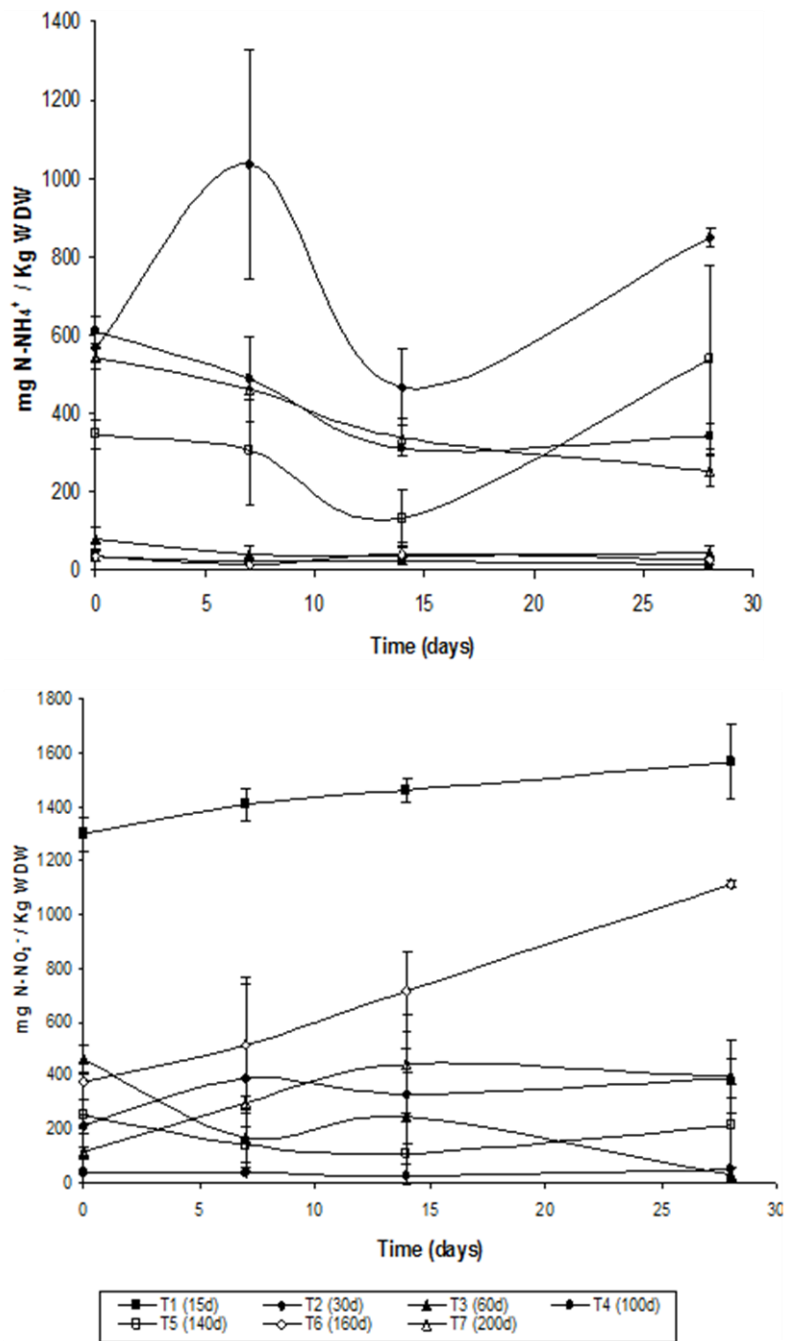 mg N-NH₄⁺ / Kg WDW
1400
1200
1000
800
600
400
200
0
0 5 10 15 20 25 30
Time (days)
mg N-NO₃⁻ / Kg WDW
1800
1600
1400
1200
1000
800
600
400
200
0
0 5 10 15 20 25 30
Time (days)
T1 (15d) T2 (30d) T3 (60d) T4 (100d)
T5 (140d) T6 (160d) T7 (200d)